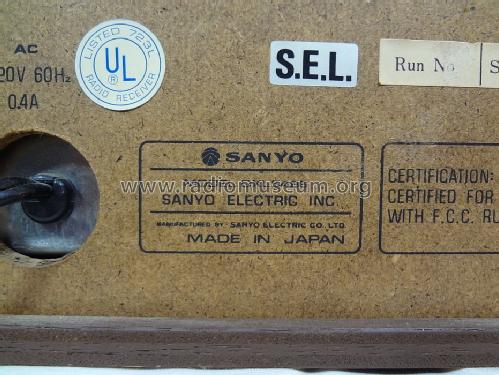 AC
20V 60Hz
0.4A
LISTED 723L
UL
®
RADIO RECEIVER
S.E.L.
Run No
S
SANYO
www.radiomuseum.org
SANYO ELECTRIC INC.
MANUFACTURED BY SANYO ELECTRIC CO., LTD.
MADE IN JAPAN
CERTIFICATION:
CERTIFIED FOR
WITH F.C.C. RU